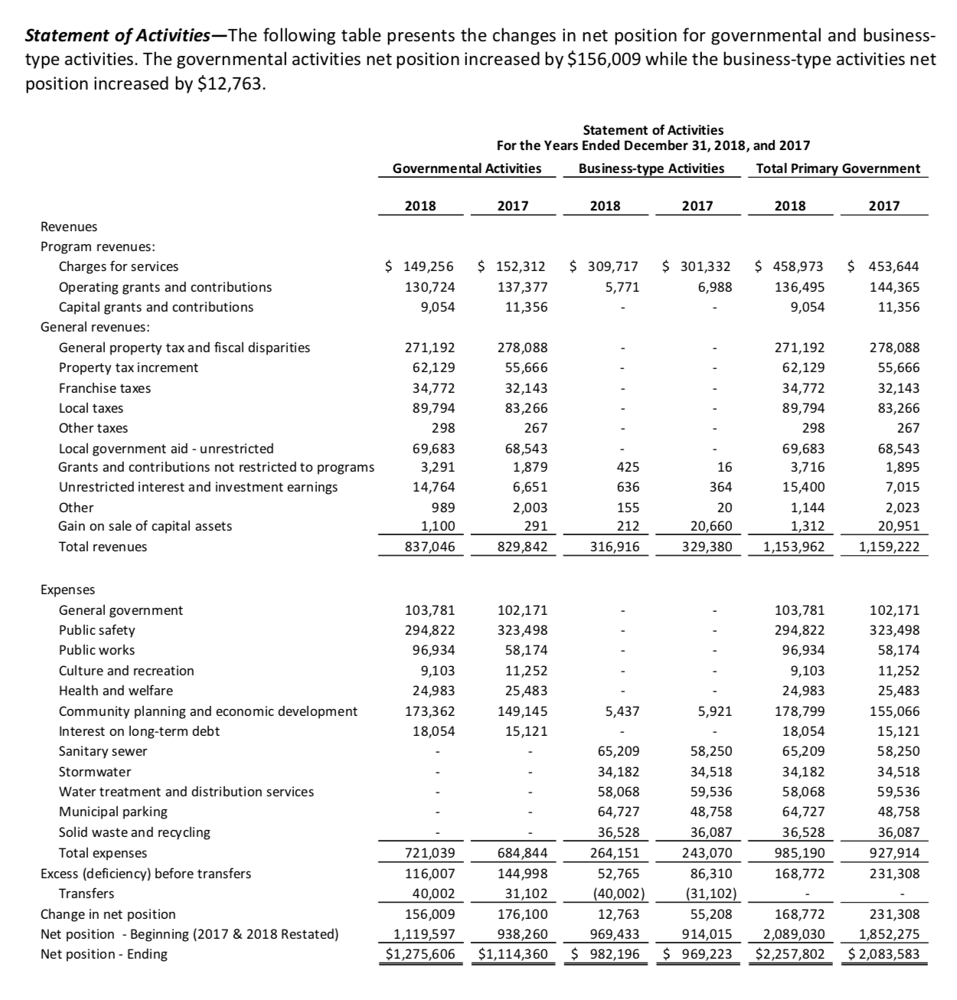 Statement of Activities—The following table presents the changes in net position for governmental and business-
type activities. The governmental activities net position increased by $156,009 while the business-type activities net
position increased by $12,763.
Statement of Activities
For the Years Ended December 31, 2018, and 2017
Governmental Activities Business-type Activities Total Primary Government
2018 2017 2018 2017 2018 2017
Revenues
Program revenues:
Charges for services $ 149,256 $ 152,312 $ 309,717 $ 301,332 $ 458,973 $ 453,644
Operating grants and contributions 130,724 137,377 5,771 6,988 136,495 144,365
Capital grants and contributions 9,054 11,356 - - 9,054 11,356
General revenues:
General property tax and fiscal disparities 271,192 278,088 - - 271,192 278,088
Property tax increment 62,129 55,666 - - 62,129 55,666
Franchise taxes 34,772 32,143 - - 34,772 32,143
Local taxes 89,794 83,266 - - 89,794 83,266
Other taxes 298 267 - - 298 267
Local government aid - unrestricted 69,683 68,543 - - 69,683 68,543
Grants and contributions not restricted to programs 3,291 1,879 425 16 3,716 1,895
Unrestricted interest and investment earnings 14,764 6,651 636 364 15,400 7,015
Other 989 2,003 155 20 1,144 2,023
Gain on sale of capital assets 1,100 291 212 20,660 1,312 20,951
Total revenues 837,046 829,842 316,916 329,380 1,153,962 1,159,222
Expenses
General government 103,781 102,171 - - 103,781 102,171
Public safety 294,822 323,498 - - 294,822 323,498
Public works 96,934 58,174 - - 96,934 58,174
Culture and recreation 9,103 11,252 - - 9,103 11,252
Health and welfare 24,983 25,483 - - 24,983 25,483
Community planning and economic development 173,362 149,145 5,437 5,921 178,799 155,066
Interest on long-term debt 18,054 15,121 - - 18,054 15,121
Sanitary sewer - - 65,209 58,250 65,209 58,250
Stormwater - - 34,182 34,518 34,182 34,518
Water treatment and distribution services - - 58,068 59,536 58,068 59,536
Municipal parking - - 64,727 48,758 64,727 48,758
Solid waste and recycling - - 36,528 36,087 36,528 36,087
Total expenses 721,039 684,844 264,151 243,070 985,190 927,914
Excess (deficiency) before transfers 116,007 144,998 52,765 86,310 168,772 231,308
Transfers 40,002 31,102 (40,002) (31,102) - -
Change in net position 156,009 176,100 12,763 55,208 168,772 231,308
Net position - Beginning (2017 & 2018 Restated) 1,119,597 938,260 969,433 914,015 2,089,030 1,852,275
Net position - Ending $1,275,606 $1,114,360 $ 982,196 $ 969,223 $2,257,802 $ 2,083,583